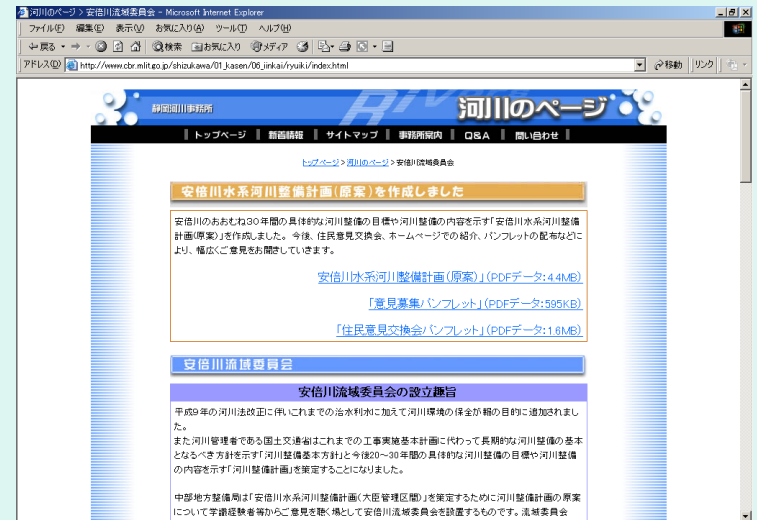 河川のページ > 安倍川流域委員会 - Microsoft Internet Explorer
ファイル(F) 編集(E) 表示(V) お気に入り(A) ツール(T) ヘルプ(H)
戻る 検索 お気に入り メディア
アドレス(D) http://www.cbr.mlit.go.jp/shizukawa/01_kasen/06_iinkai/ryuiki/index.html 移動 リンク
静岡河川事務所 Rivers 河川のページ
トップページ 新着情報 サイトマップ 事務所案内 Q&A 問い合わせ
トップページ > 河川のページ > 安倍川流域委員会
安倍川水系河川整備計画(原案)を作成しました
安倍川のおおむね30年間の具体的な河川整備の目標や河川整備の内容を示す「安倍川水系河川整備
計画(原案)」を作成しました。今後、住民意見交換会、ホームページでの紹介、パンフレットの配布などに
より、幅広くご意見をお聞きしていきます。
安倍川水系河川整備計画(原案)」(PDFデータ:4.4MB)
「意見募集パンフレット」(PDFデータ:595KB)
「住民意見交換会パンフレット」(PDFデータ:1.6MB)
安倍川流域委員会
安倍川流域委員会の設立趣旨
平成9年の河川法改正に伴いこれまでの治水利水に加えて河川環境の保全が綱の目的に追加されまし
た。
また河川管理者である国土交通省はこれまでの工事実施基本計画に代わって長期的な河川整備の基本
となるべき方針を示す「河川整備基本方針」と今後20～30年間の具体的な河川整備の目標や河川整備
の内容を示す「河川整備計画」を策定することになりました。
中部地方整備局は「安倍川水系河川整備計画(大臣管理区間)」を策定するために河川整備計画の原案
について学識経験者等からご意見を聴く場として安倍川流域委員会を設置するものです。流域委員会